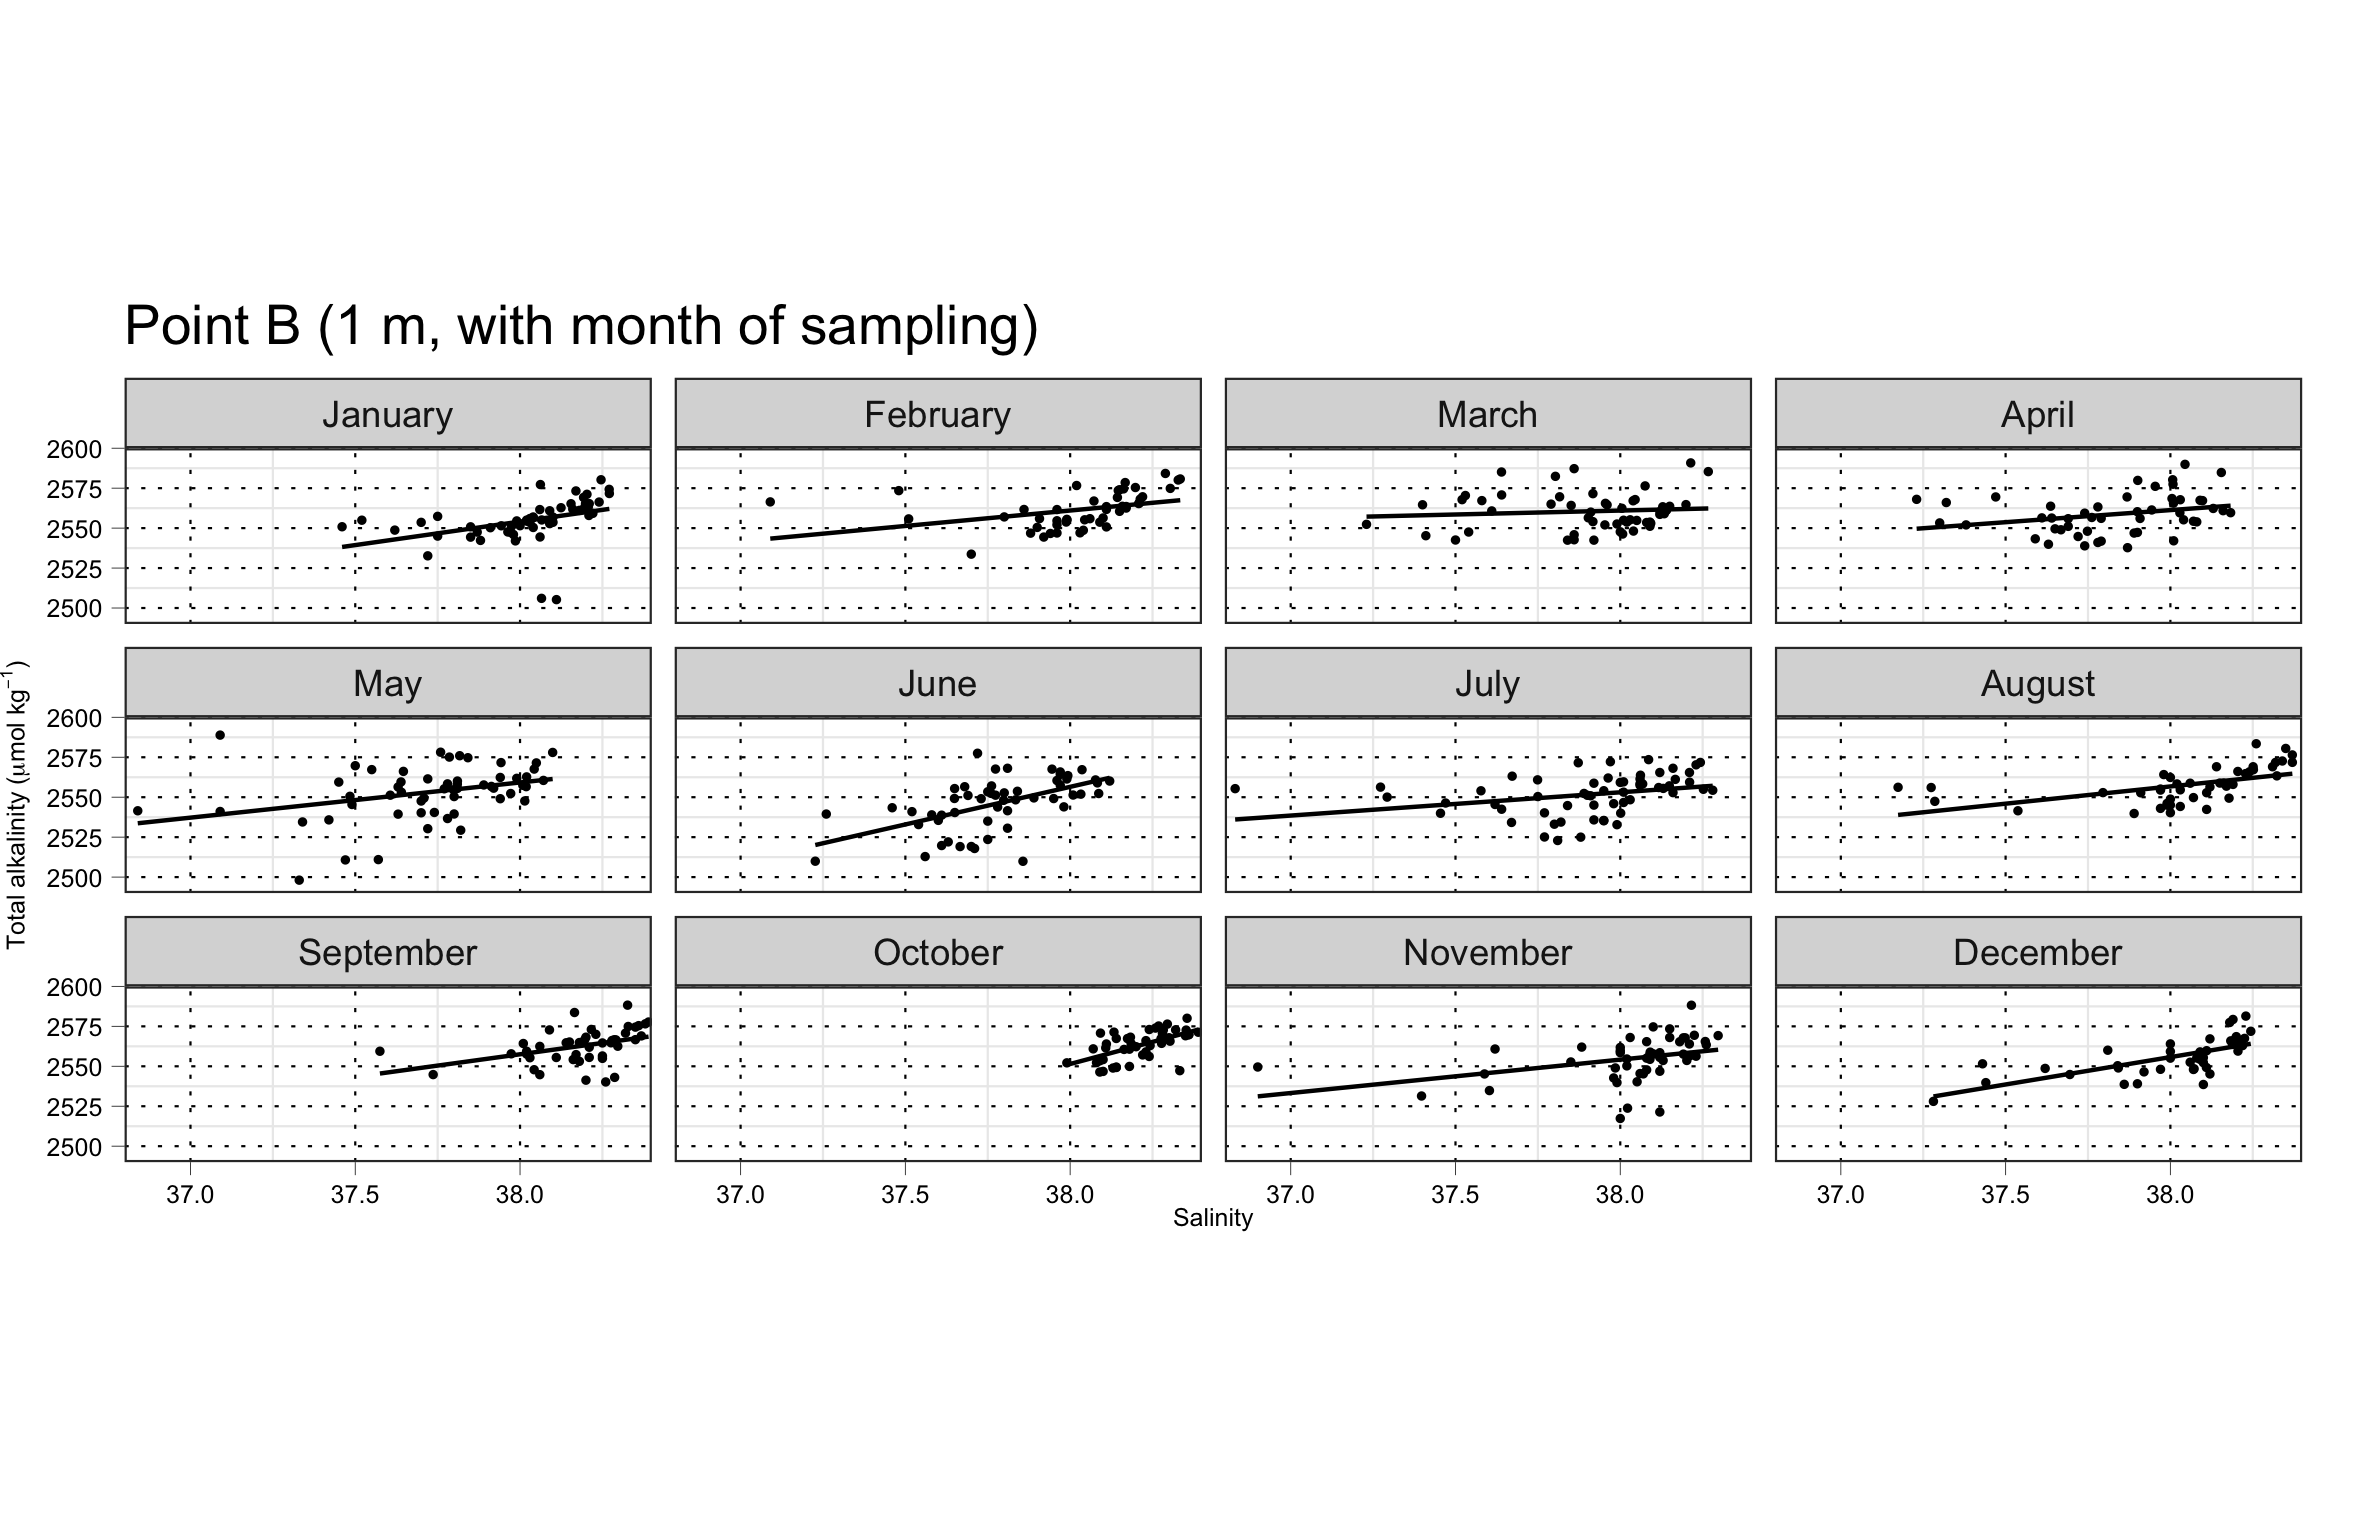 Point B (1 m, with month of sampling)
January February March April
2600
2575
2550
2525
2500
May June July August
2600
2575
2550
2525
2500
Total alkalinity (μmol kg⁻¹)
September October November December
2600
2575
2550
2525
2500
37.0 37.5 38.0 37.0 37.5 38.0 37.0 37.5 38.0 37.0 37.5 38.0
Salinity